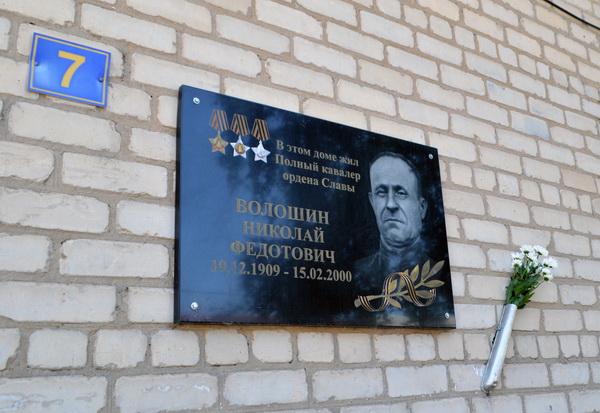 7
В этом доме жил
Полный кавалер
ордена Славы
ВОЛОШИН
НИКОЛАЙ
ФЕДОТОВИЧ
19.12.1909 - 15.02.2000